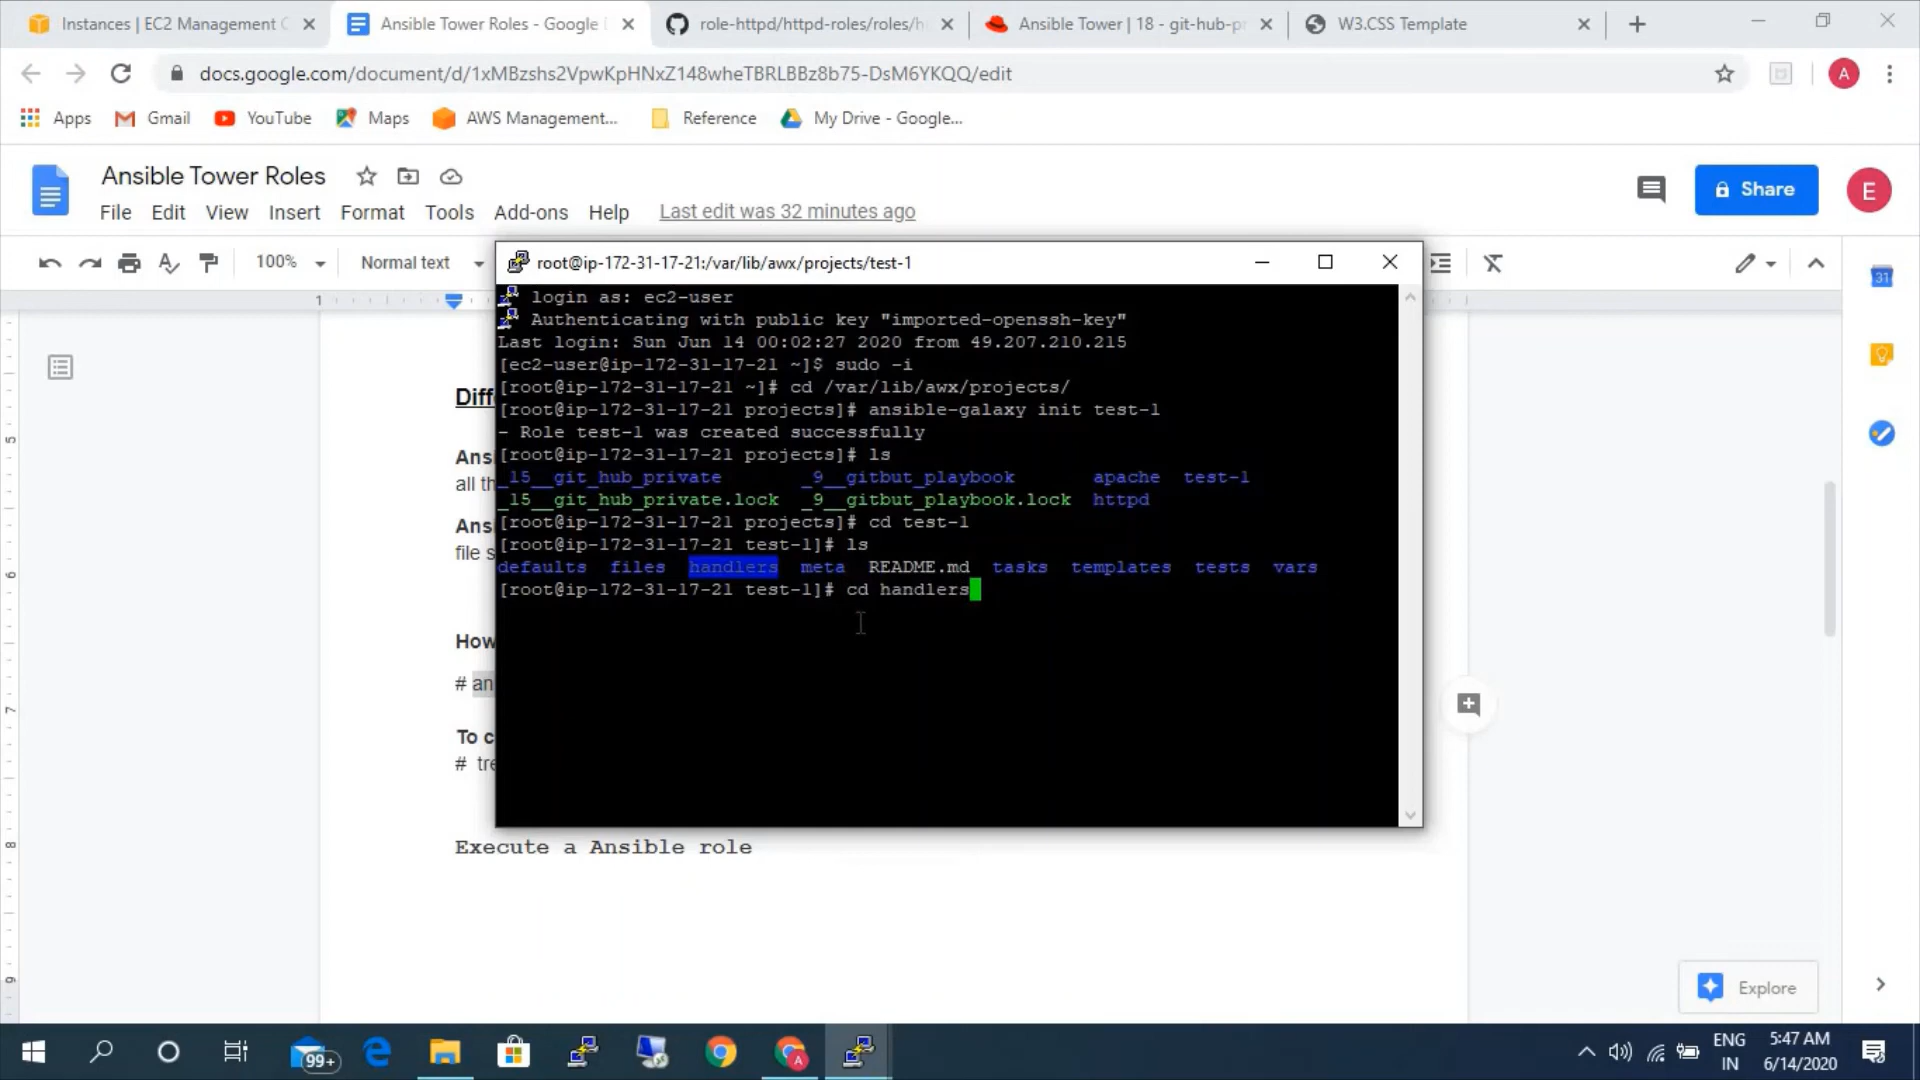 Instances | EC2 Management C
Ansible Tower Roles - Google
role-httpd/httpd-roles/roles/h
Ansible Tower | 18 - git-hub-pr
W3.CSS Template
docs.google.com/document/d/1xMBzshs2VpwKpHNxZ148wheTBRLBBz8b75-DsM6YKQQ/edit
A
Apps
Gmail
YouTube
Maps
AWS Management...
Reference
My Drive - Google...
Ansible Tower Roles
File
Edit
View
Insert
Format
Tools
Add-ons
Help
Last edit was 32 minutes ago
Share
E
100%
Normal text
31
1
root@ip-172-31-17-21:/var/lib/awx/projects/test-1
login as: ec2-user
Authenticating with public key "imported-openssh-key"
Last login: Sun Jun 14 00:02:27 2020 from 49.207.210.215
[ec2-user@ip-172-31-17-21 ~]$ sudo -i
[root@ip-172-31-17-21 ~]# cd /var/lib/awx/projects/
[root@ip-172-31-17-21 projects]# ansible-galaxy init test-1
- Role test-1 was created successfully
[root@ip-172-31-17-21 projects]# ls
_15__git_hub_private _9__gitbut_playbook apache test-1
_15__git_hub_private.lock _9__gitbut_playbook.lock httpd
[root@ip-172-31-17-21 projects]# cd test-1
[root@ip-172-31-17-21 test-1]# ls
defaults files handlers meta README.md tasks templates tests vars
[root@ip-172-31-17-21 test-1]# cd handlers
Diff
Ans
all th
Ans
file s
How
# an
To c
# tre
Execute a Ansible role
5
6
7
8
9
Explore
99+
A
ENG
IN
5:47 AM
6/14/2020